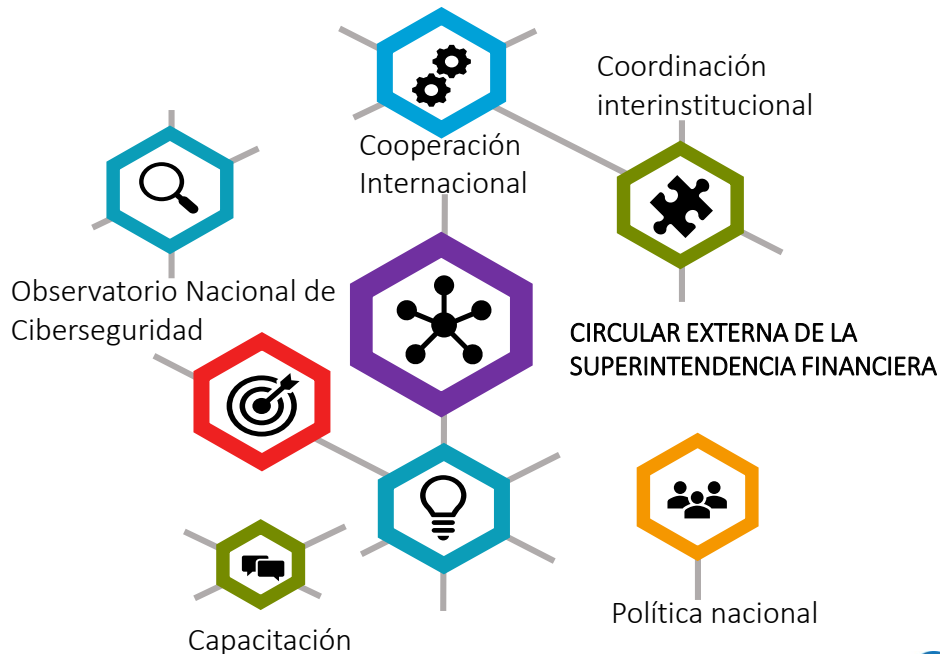 Coordinación
interinstitucional
Cooperación
Internacional
Observatorio Nacional de
Ciberseguridad
CIRCULAR EXTERNA DE LA
SUPERINTENDENCIA FINANCIERA
Política nacional
Capacitación